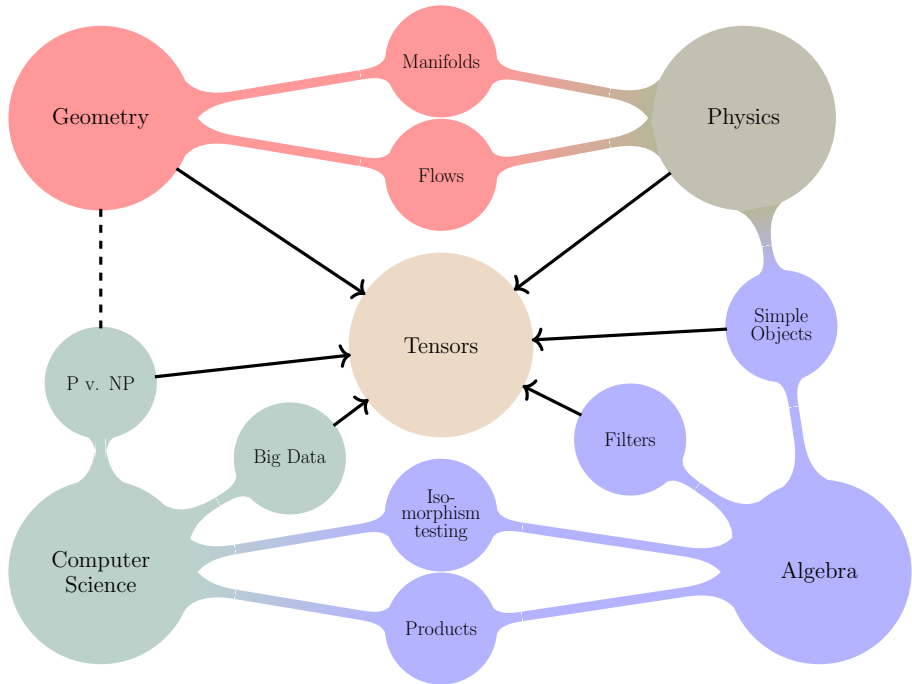 Manifolds
Geometry
Physics
Flows
Simple
Objects
Tensors
P v. NP
Filters
Big Data
Iso-
morphism
testing
Computer
Science
Algebra
Products